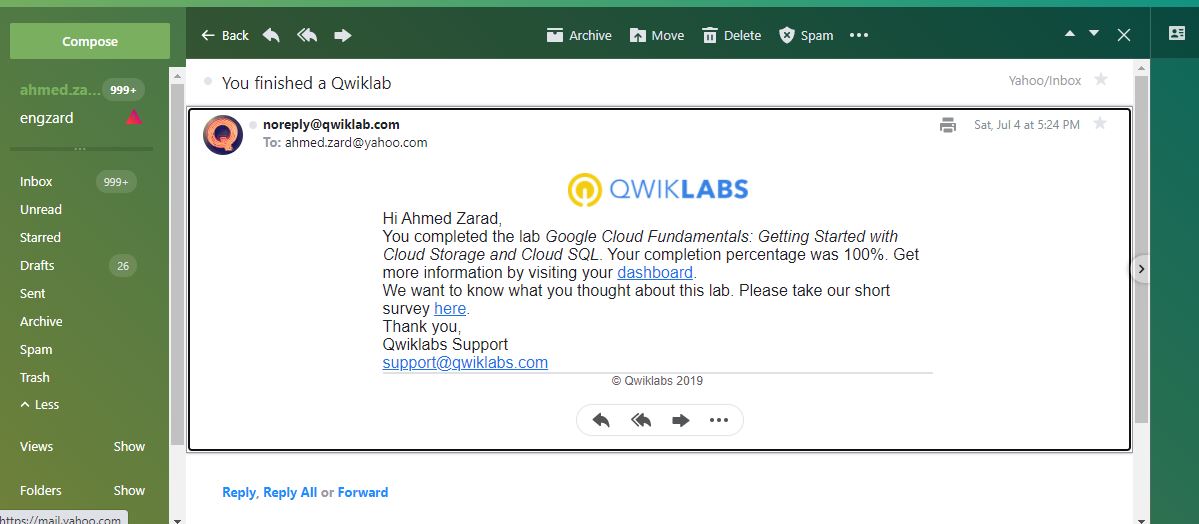 Compose
Back
Archive
Move
Delete
Spam
ahmed.za... 999+
engzard
Inbox 999+
Unread
Starred
Drafts 26
Sent
Archive
Spam
Trash
Less
Views Show
Folders Show
https://mail.yahoo.com
You finished a Qwiklab
Yahoo/Inbox
Q
noreply@qwiklab.com
Sat, Jul 4 at 5:24 PM
To: ahmed.zard@yahoo.com
QWIKLABS
Hi Ahmed Zarad,
You completed the lab Google Cloud Fundamentals: Getting Started with
Cloud Storage and Cloud SQL. Your completion percentage was 100%. Get
more information by visiting your dashboard.
We want to know what you thought about this lab. Please take our short
survey here.
Thank you,
Qwiklabs Support
support@qwiklabs.com
© Qwiklabs 2019
Reply, Reply All or Forward